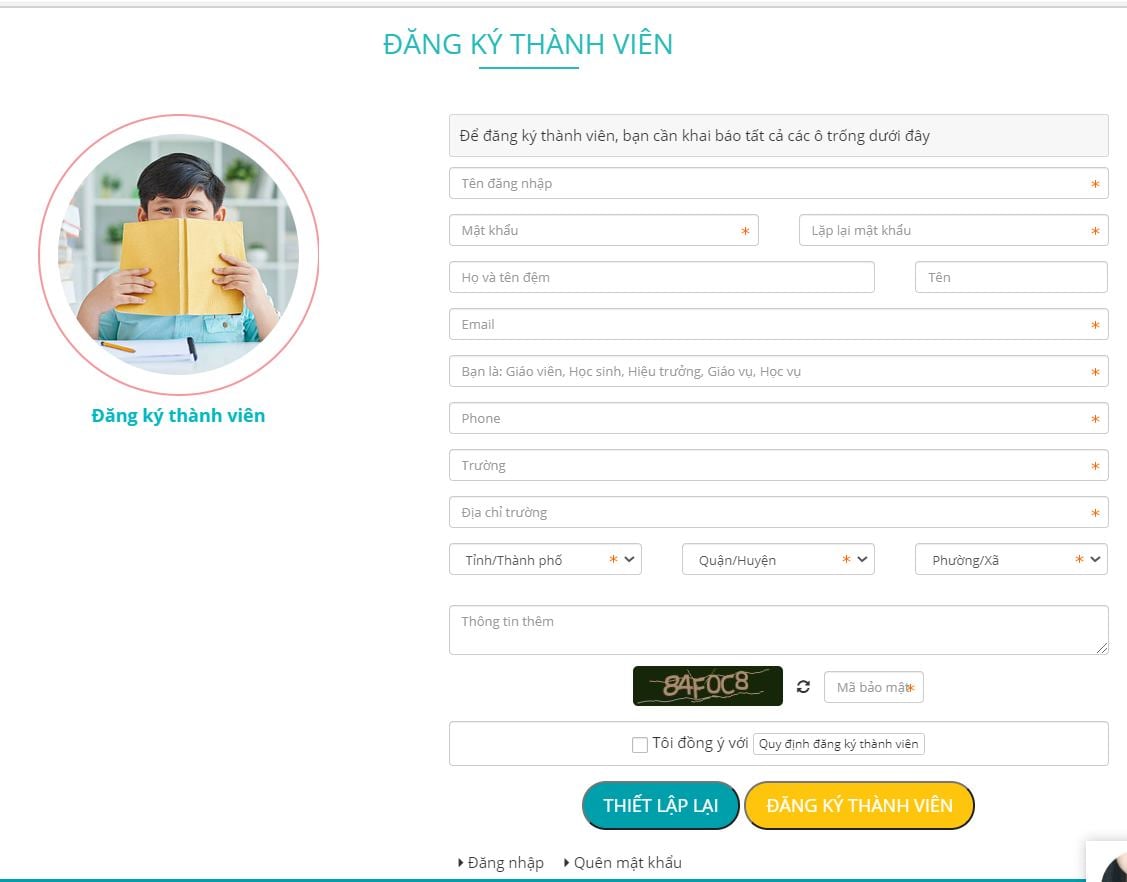 ĐĂNG KÝ THÀNH VIÊN
Đăng ký thành viên
Để đăng ký thành viên, bạn cần khai báo tất cả các ô trống dưới đây
Tên đăng nhập *
Mật khẩu * Lặp lại mật khẩu *
Họ và tên đệm Tên
Email *
Bạn là: Giáo viên, Học sinh, Hiệu trưởng, Giáo vụ, Học vụ *
Phone *
Trường *
Địa chỉ trường *
Tỉnh/Thành phố * Quận/Huyện * Phường/Xã *
Thông tin thêm
84F0C8 Mã bảo mật *
Tôi đồng ý với Quy định đăng ký thành viên
THIẾT LẬP LẠI ĐĂNG KÝ THÀNH VIÊN
Đăng nhập Quên mật khẩu